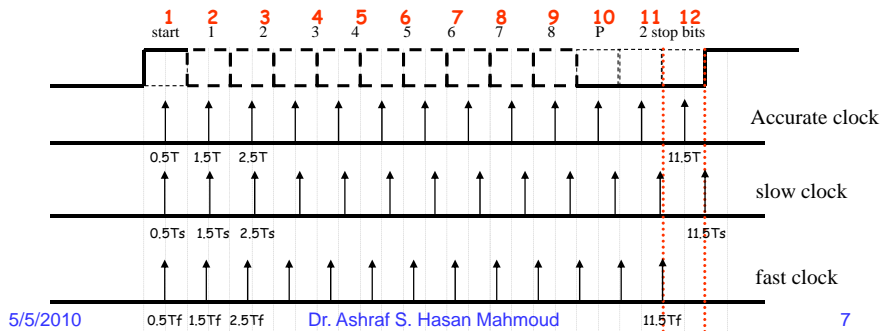 1 2 3 4 5 6 7 8 9 10 11 12
start 1 2 3 4 5 6 7 8 P 2 stop bits
Accurate clock
0.5T 1.5T 2.5T 11.5T
slow clock
0.5Ts 1.5Ts 2.5Ts 11.5Ts
fast clock
0.5Tf 1.5Tf 2.5Tf 11.5Tf
5/5/2010 Dr. Ashraf S. Hasan Mahmoud 7